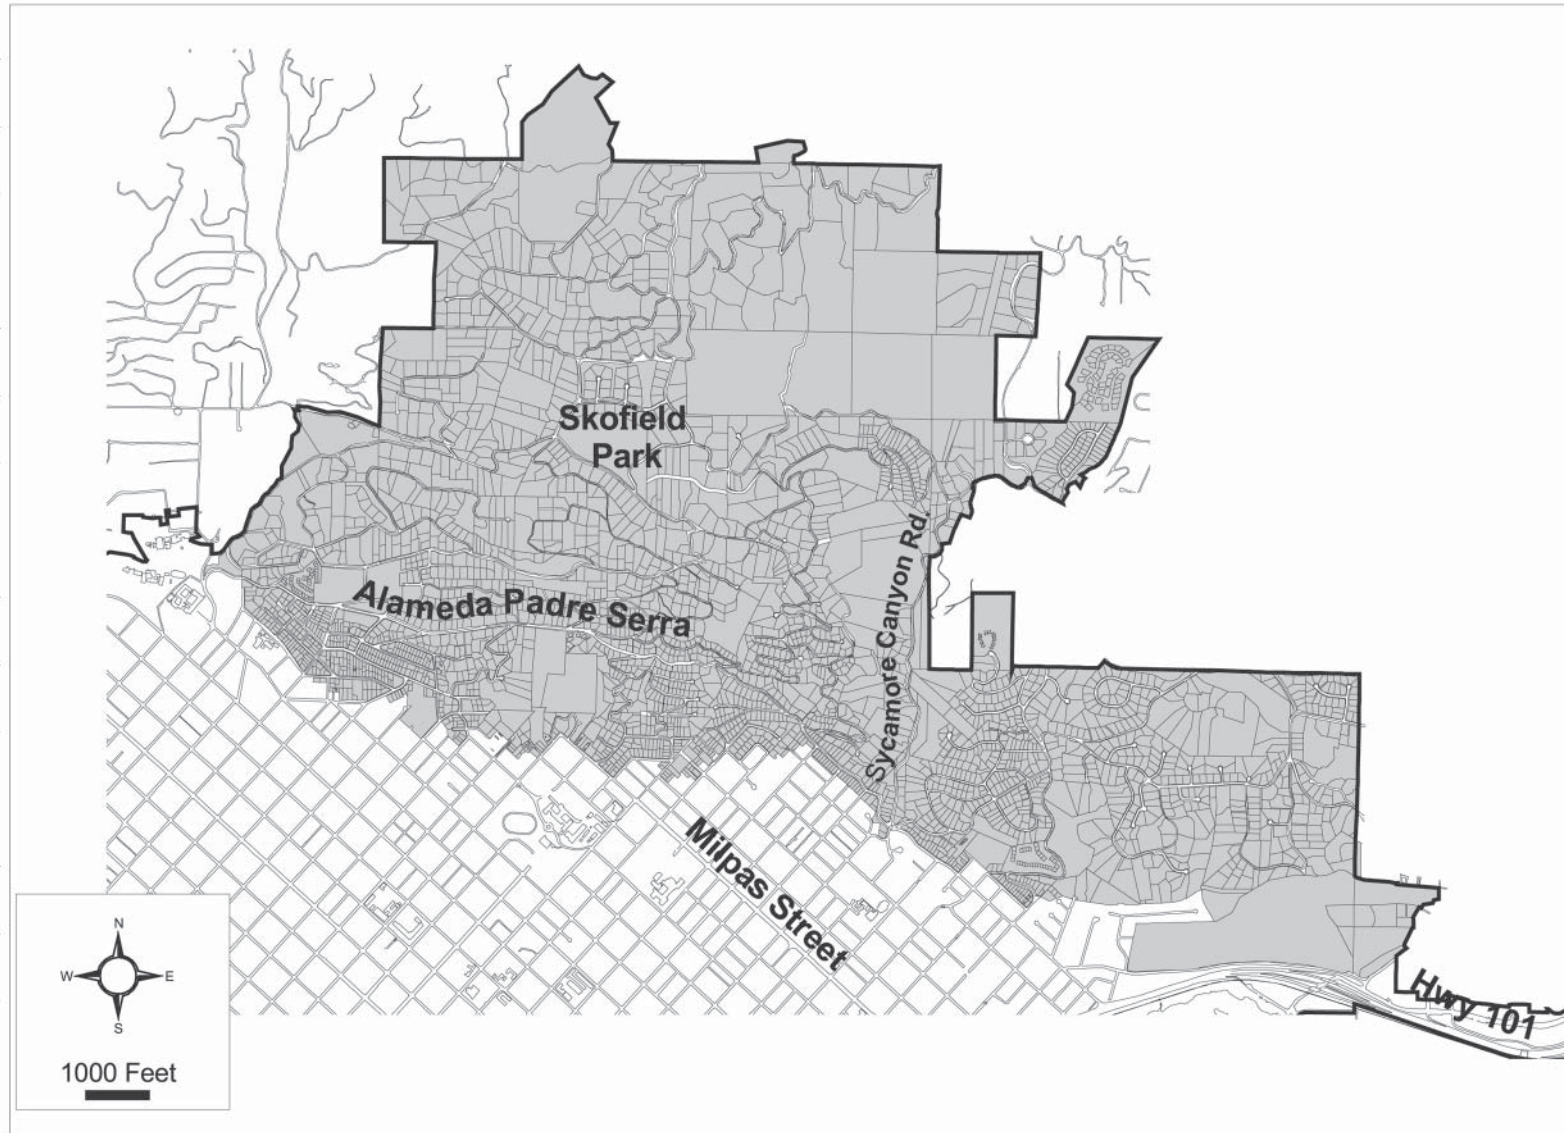 Skofield
Park
Alameda Padre Serra
Sycamore Canyon Rd.
Milpas Street
Hwy 101
N
W
E
S
1000 Feet